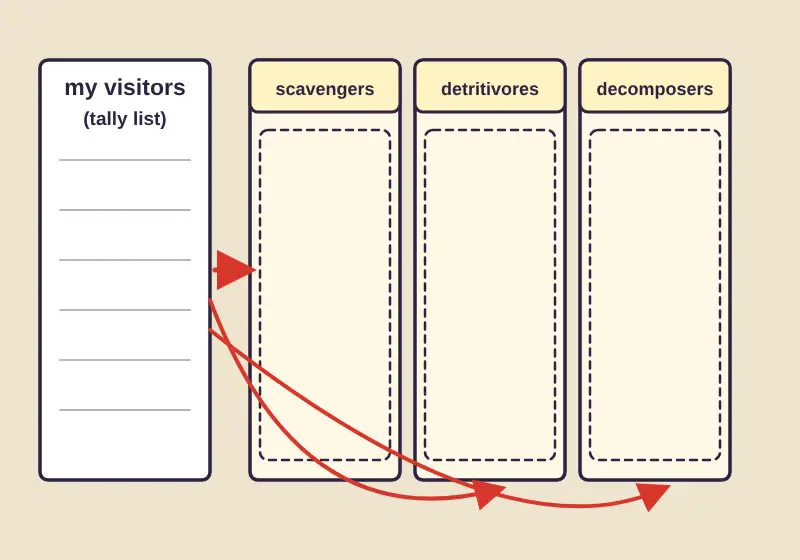 my visitors
(tally list)
scavengers
detritivores
decomposers